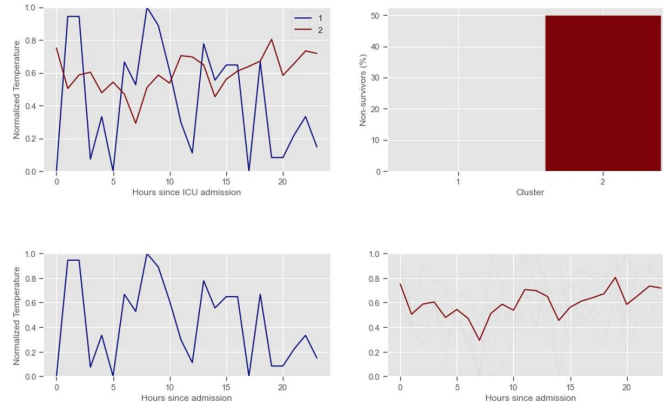 1
2
Normalized Temperature
1.0
0.8
0.6
0.4
0.2
0.0
0 5 10 15 20
Hours since ICU admission
Non-survivors (%)
50
40
30
20
10
0
1 2
Cluster
Normalized Temperature
1.0
0.8
0.6
0.4
0.2
0.0
0 5 10 15 20
Hours since admission
1.0
0.8
0.6
0.4
0.2
0.0
0 5 10 15 20
Hours since admission